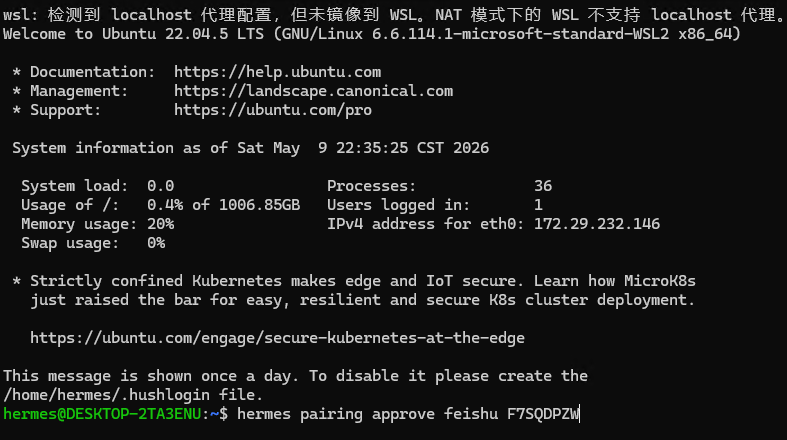 wsl: 检测到 localhost 代理配置，但未镜像到 WSL。NAT 模式下的 WSL 不支持 localhost 代理。
Welcome to Ubuntu 22.04.5 LTS (GNU/Linux 6.6.114.1-microsoft-standard-WSL2 x86_64)
* Documentation:  https://help.ubuntu.com
* Management:     https://landscape.canonical.com
* Support:        https://ubuntu.com/pro
System information as of Sat May  9 22:35:25 CST 2026
System load:  0.0                Processes:             36
Usage of /:   0.4% of 1006.85GB   Users logged in:       1
Memory usage: 20%                IPv4 address for eth0: 172.29.232.146
Swap usage:   0%
* Strictly confined Kubernetes makes edge and IoT secure. Learn how MicroK8s
just raised the bar for easy, resilient and secure K8s cluster deployment.
https://ubuntu.com/engage/secure-kubernetes-at-the-edge
This message is shown once a day. To disable it please create the
/home/hermes/.hushlogin file.
hermes@DESKTOP-2TA3ENU:~$ hermes pairing approve feishu F7SQDPZW